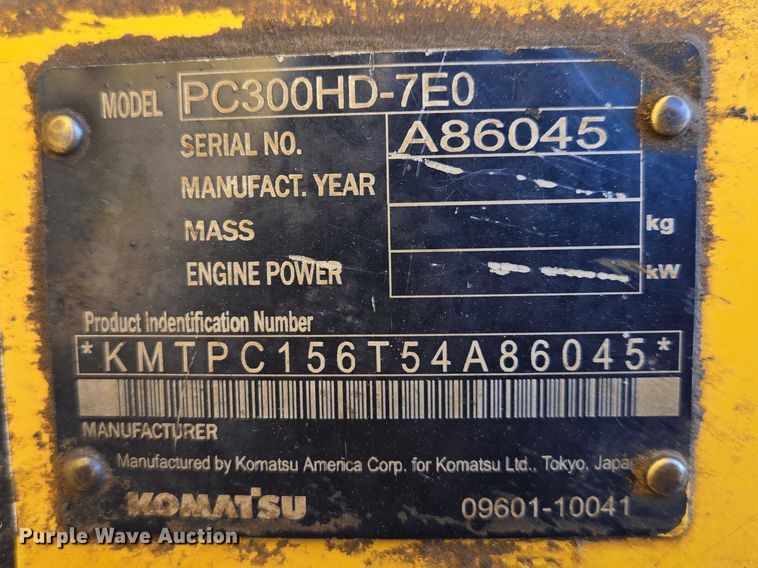 MODEL PC300HD-7E0
SERIAL NO. A86045
MANUFACT. YEAR
MASS kg
ENGINE POWER kW
Product Indentification Number
*KMTPC156T54A86045*
MANUFACTURER
Manufactured by Komatsu America Corp. for Komatsu Ltd., Tokyo, Japan
KOMATSU 09601-10041
Purple Wave Auction